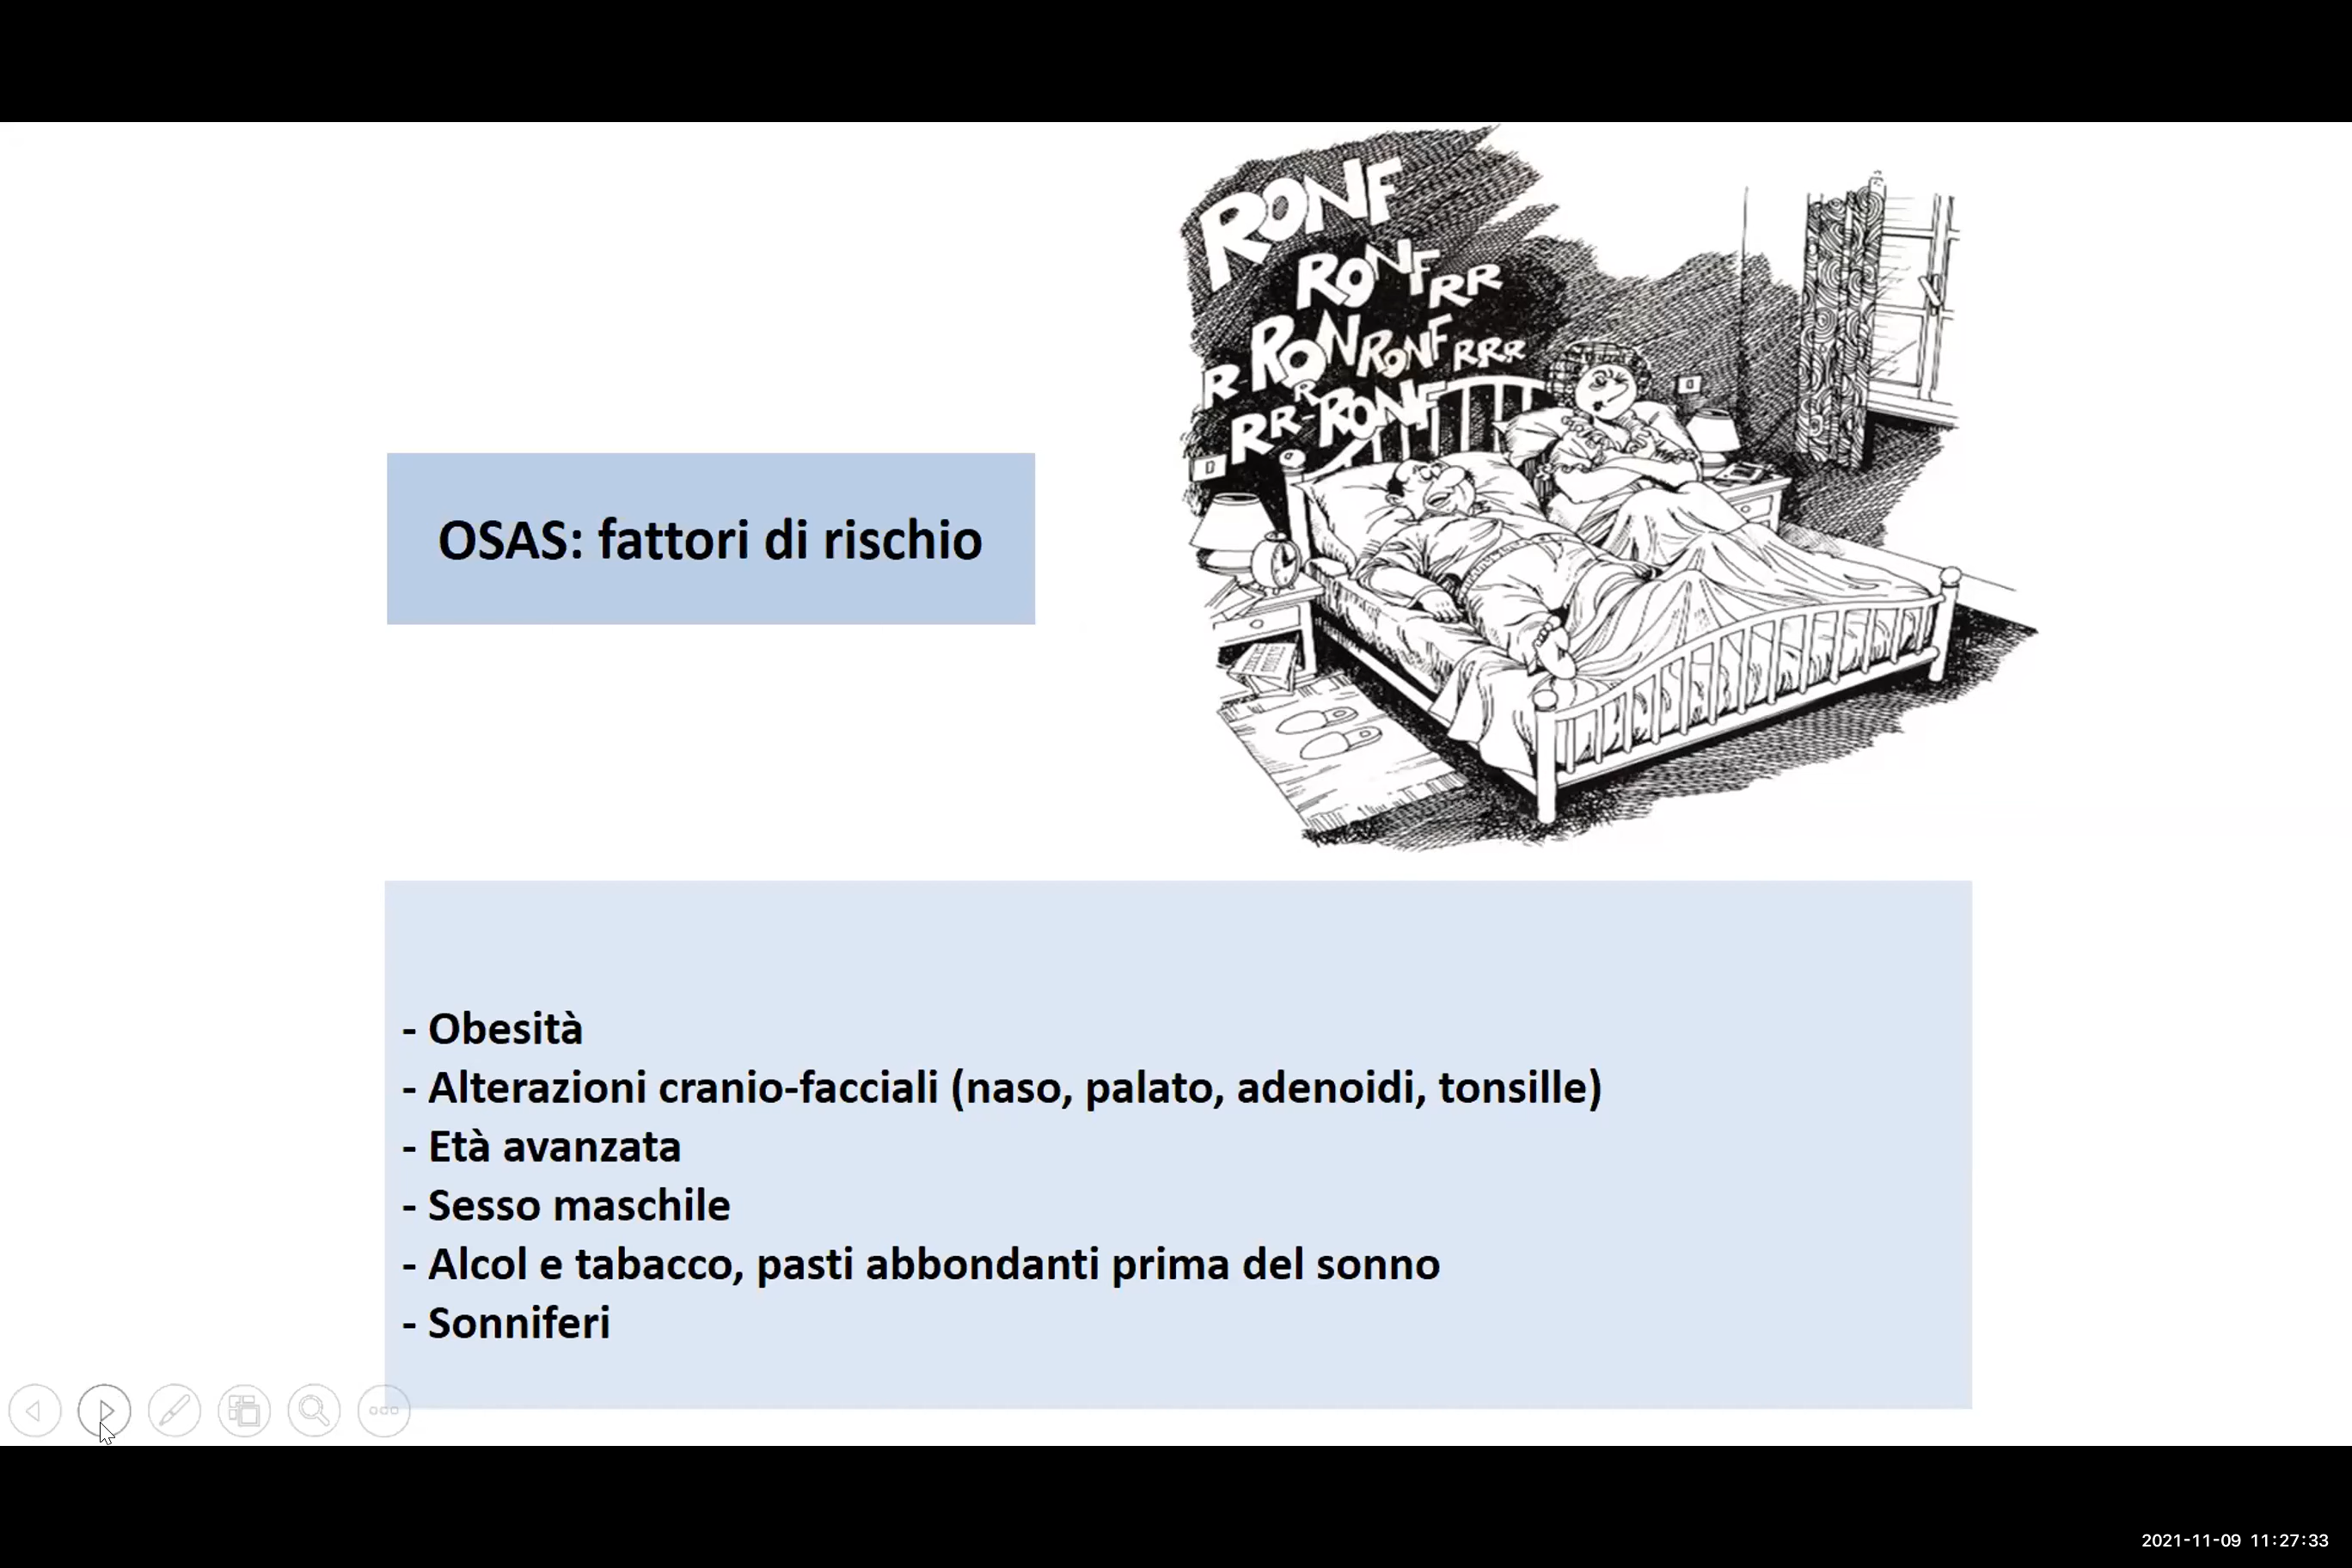 RONF
RONFRR
R-RONRONFRRR
RR-RRONF
OSAS: fattori di rischio
- Obesità
- Alterazioni cranio-facciali (naso, palato, adenoidi, tonsille)
- Età avanzata
- Sesso maschile
- Alcol e tabacco, pasti abbondanti prima del sonno
- Sonniferi
2021-11-09 11:27:33